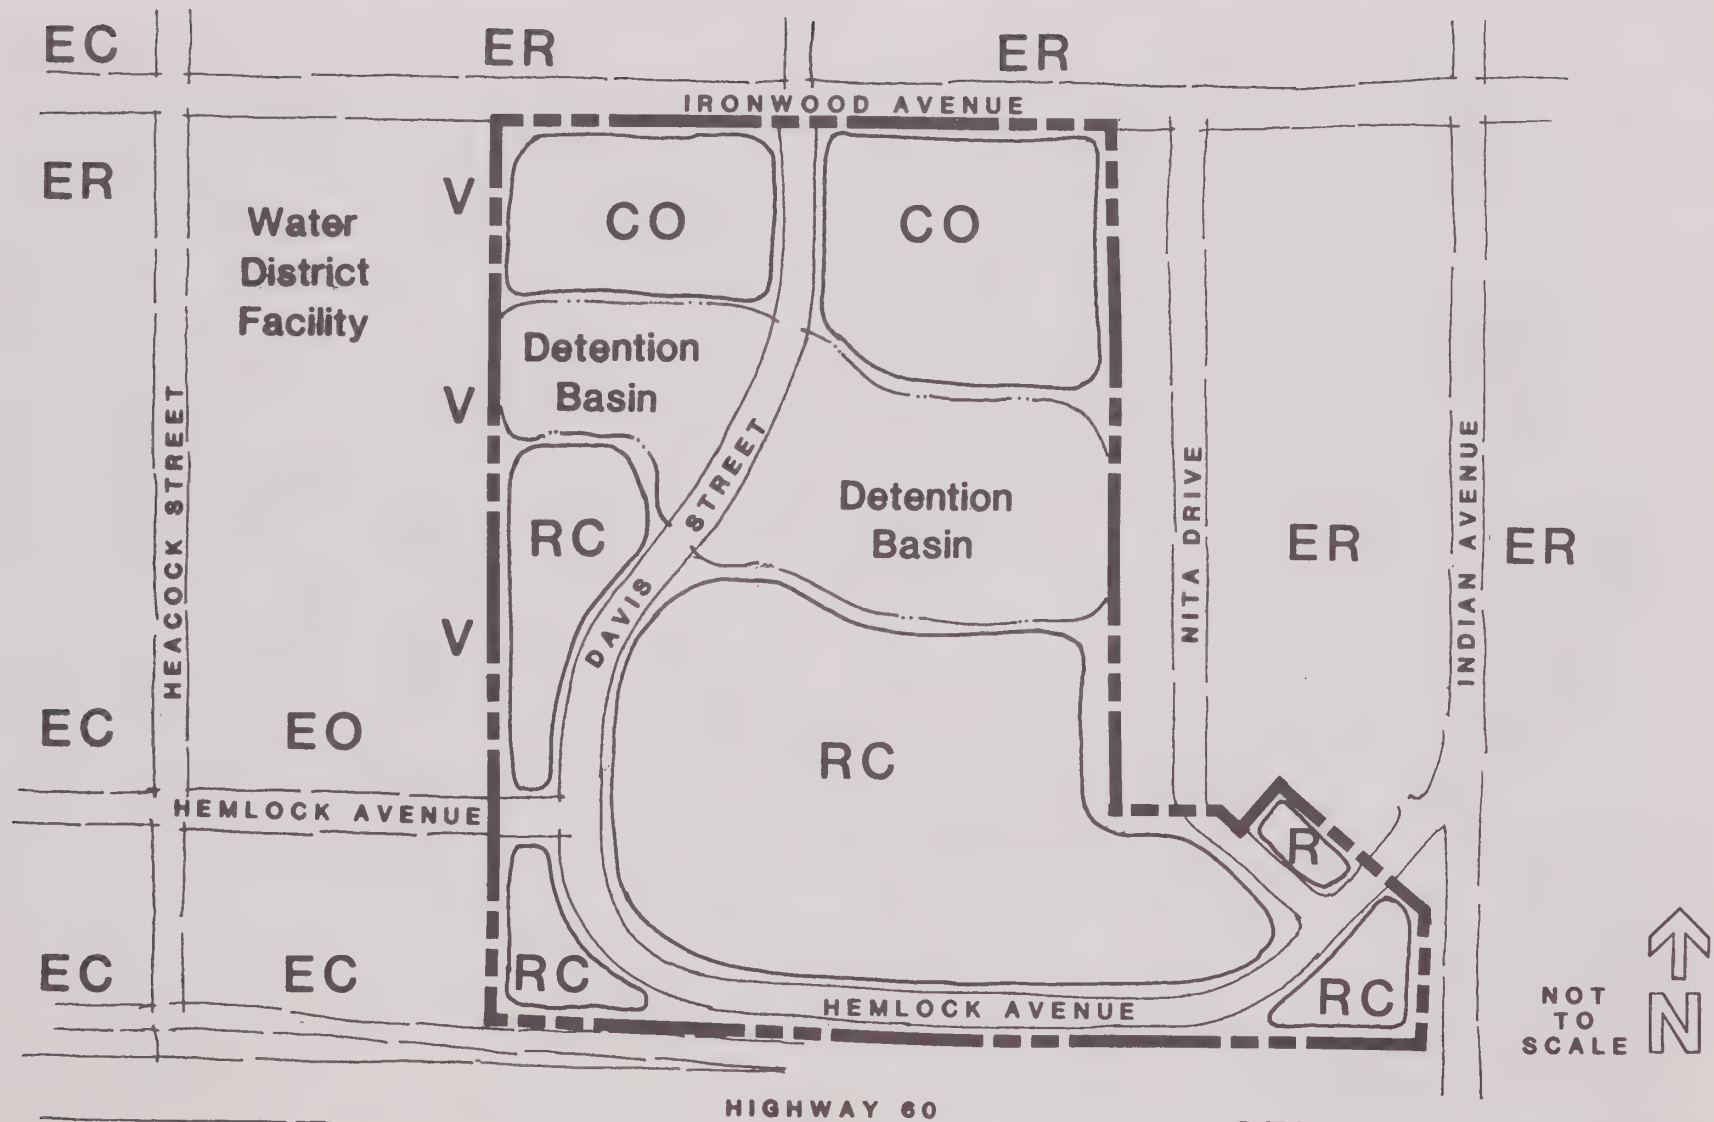 EC
ER
ER
IRONWOOD AVENUE
ER
V
Water
District
Facility
CO
CO
Detention
Basin
V
HEACOCK STREET
DAVIS STREET
Detention
Basin
RC
NITA DRIVE
ER
INDIAN AVENUE
ER
V
EC
EO
RC
HEMLOCK AVENUE
R
EC
EC
RC
HEMLOCK AVENUE
RC
NOT
TO
SCALE
N
HIGHWAY 60